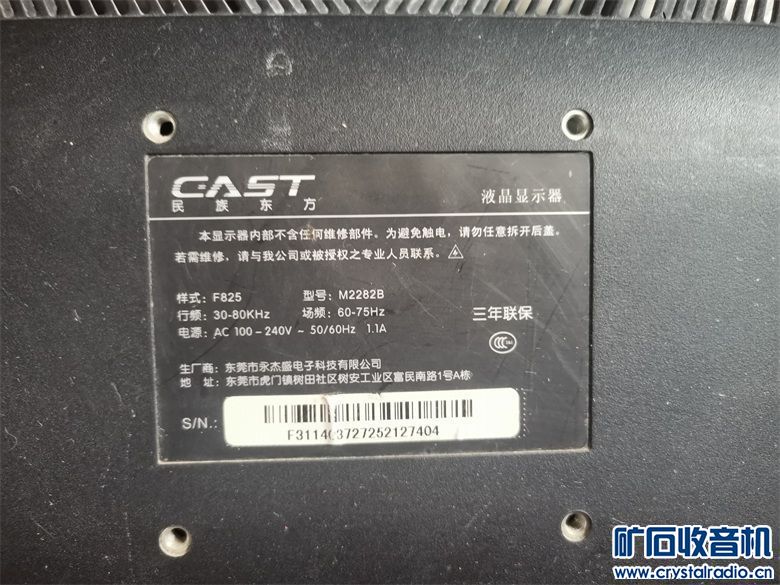 CAST
民族东方
液晶显示器
本显示器内部不含任何维修部件。为避免触电，请勿任意拆开后盖。
若需维修，请与我公司或被授权之专业人员联系。
样式：F825 型号：M2282B
行频：30-80KHz 场频：60-75Hz
电源：AC 100-240V ~ 50/60Hz 1.1A
三年联保
生厂商：东莞市永杰盛电子科技有限公司
地 址：东莞市虎门镇树田社区树安工业区富民南路1号A栋
S/N.：
矿石收音机
www.crystalradio.cn